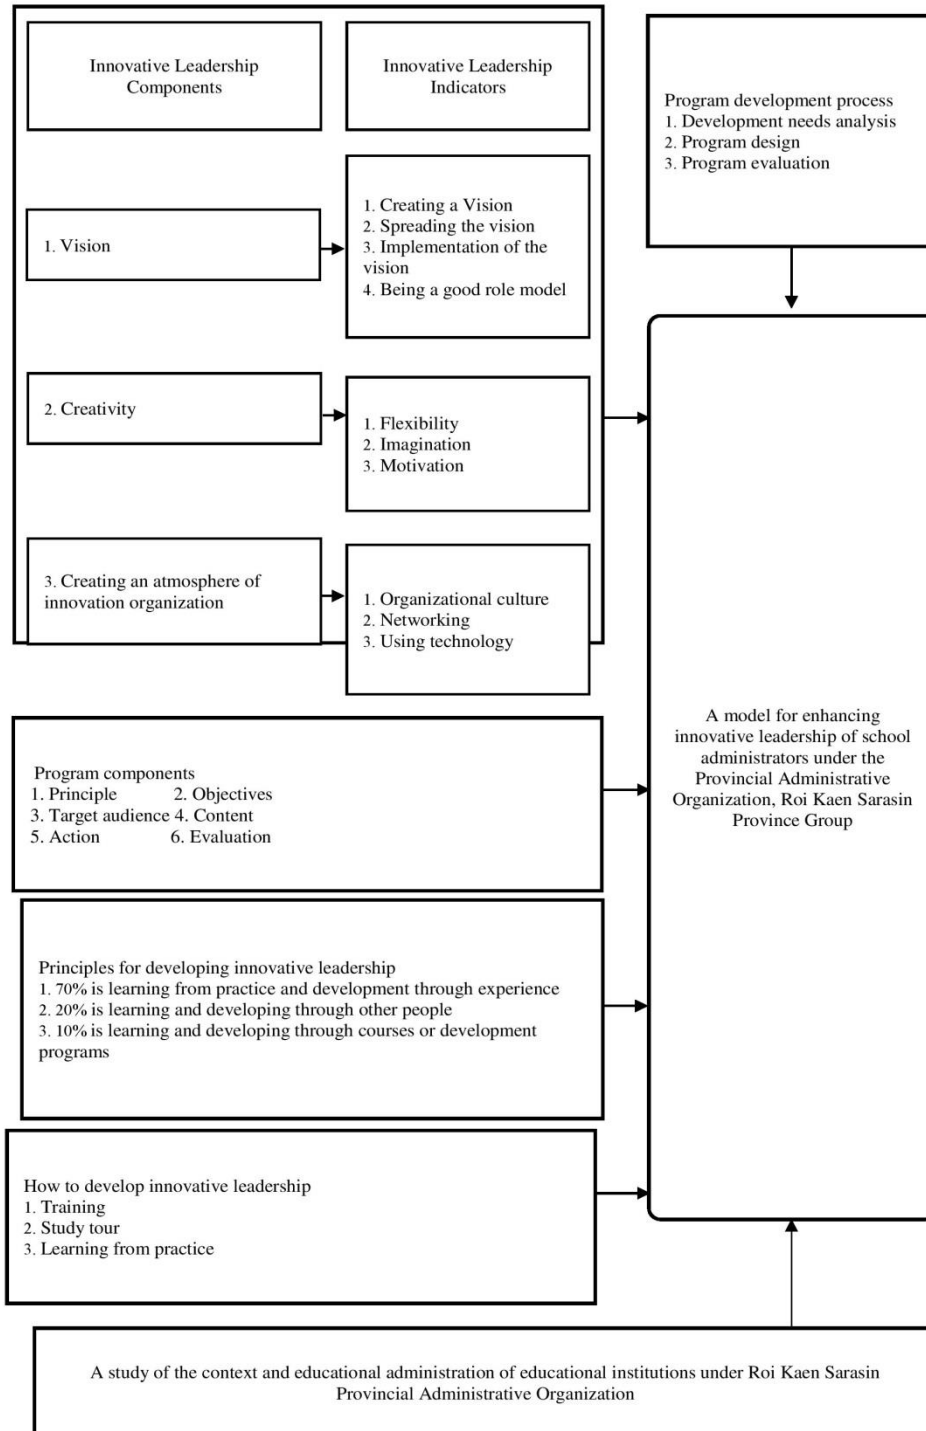 Innovative Leadership
Components
Innovative Leadership
Indicators
1. Vision
1. Creating a Vision
2. Spreading the vision
3. Implementation of the
vision
4. Being a good role model
2. Creativity
1. Flexibility
2. Imagination
3. Motivation
3. Creating an atmosphere of
innovation organization
1. Organizational culture
2. Networking
3. Using technology
Program development process
1. Development needs analysis
2. Program design
3. Program evaluation
Program components
1. Principle 2. Objectives
3. Target audience 4. Content
5. Action 6. Evaluation
Principles for developing innovative leadership
1. 70% is learning from practice and development through experience
2. 20% is learning and developing through other people
3. 10% is learning and developing through courses or development
programs
How to develop innovative leadership
1. Training
2. Study tour
3. Learning from practice
A model for enhancing
innovative leadership of school
administrators under the
Provincial Administrative
Organization, Roi Kaen Sarasin
Province Group
A study of the context and educational administration of educational institutions under Roi Kaen Sarasin
Provincial Administrative Organization